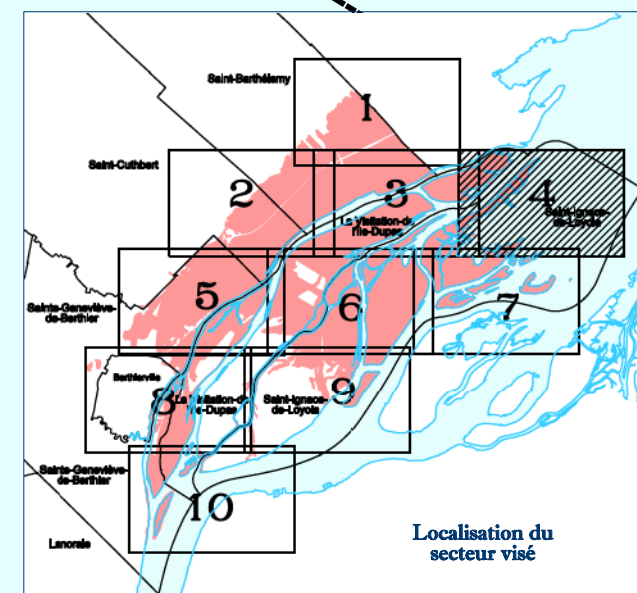 Saint-Barthélemy
1
Saint-Cuthbert
2
3
4
La Visitation-de-
l'Île-Dupas
Saint-Ignace-
de-Loyola
5
6
7
Sainte-Geneviève-
de-Berthier
Berthierville
8
La Visitation-de-
l'Île-Dupas
Saint-Ignace-
de-Loyola
9
Sainte-Geneviève-
de-Berthier
10
Lanoraie
Localisation du
secteur visé